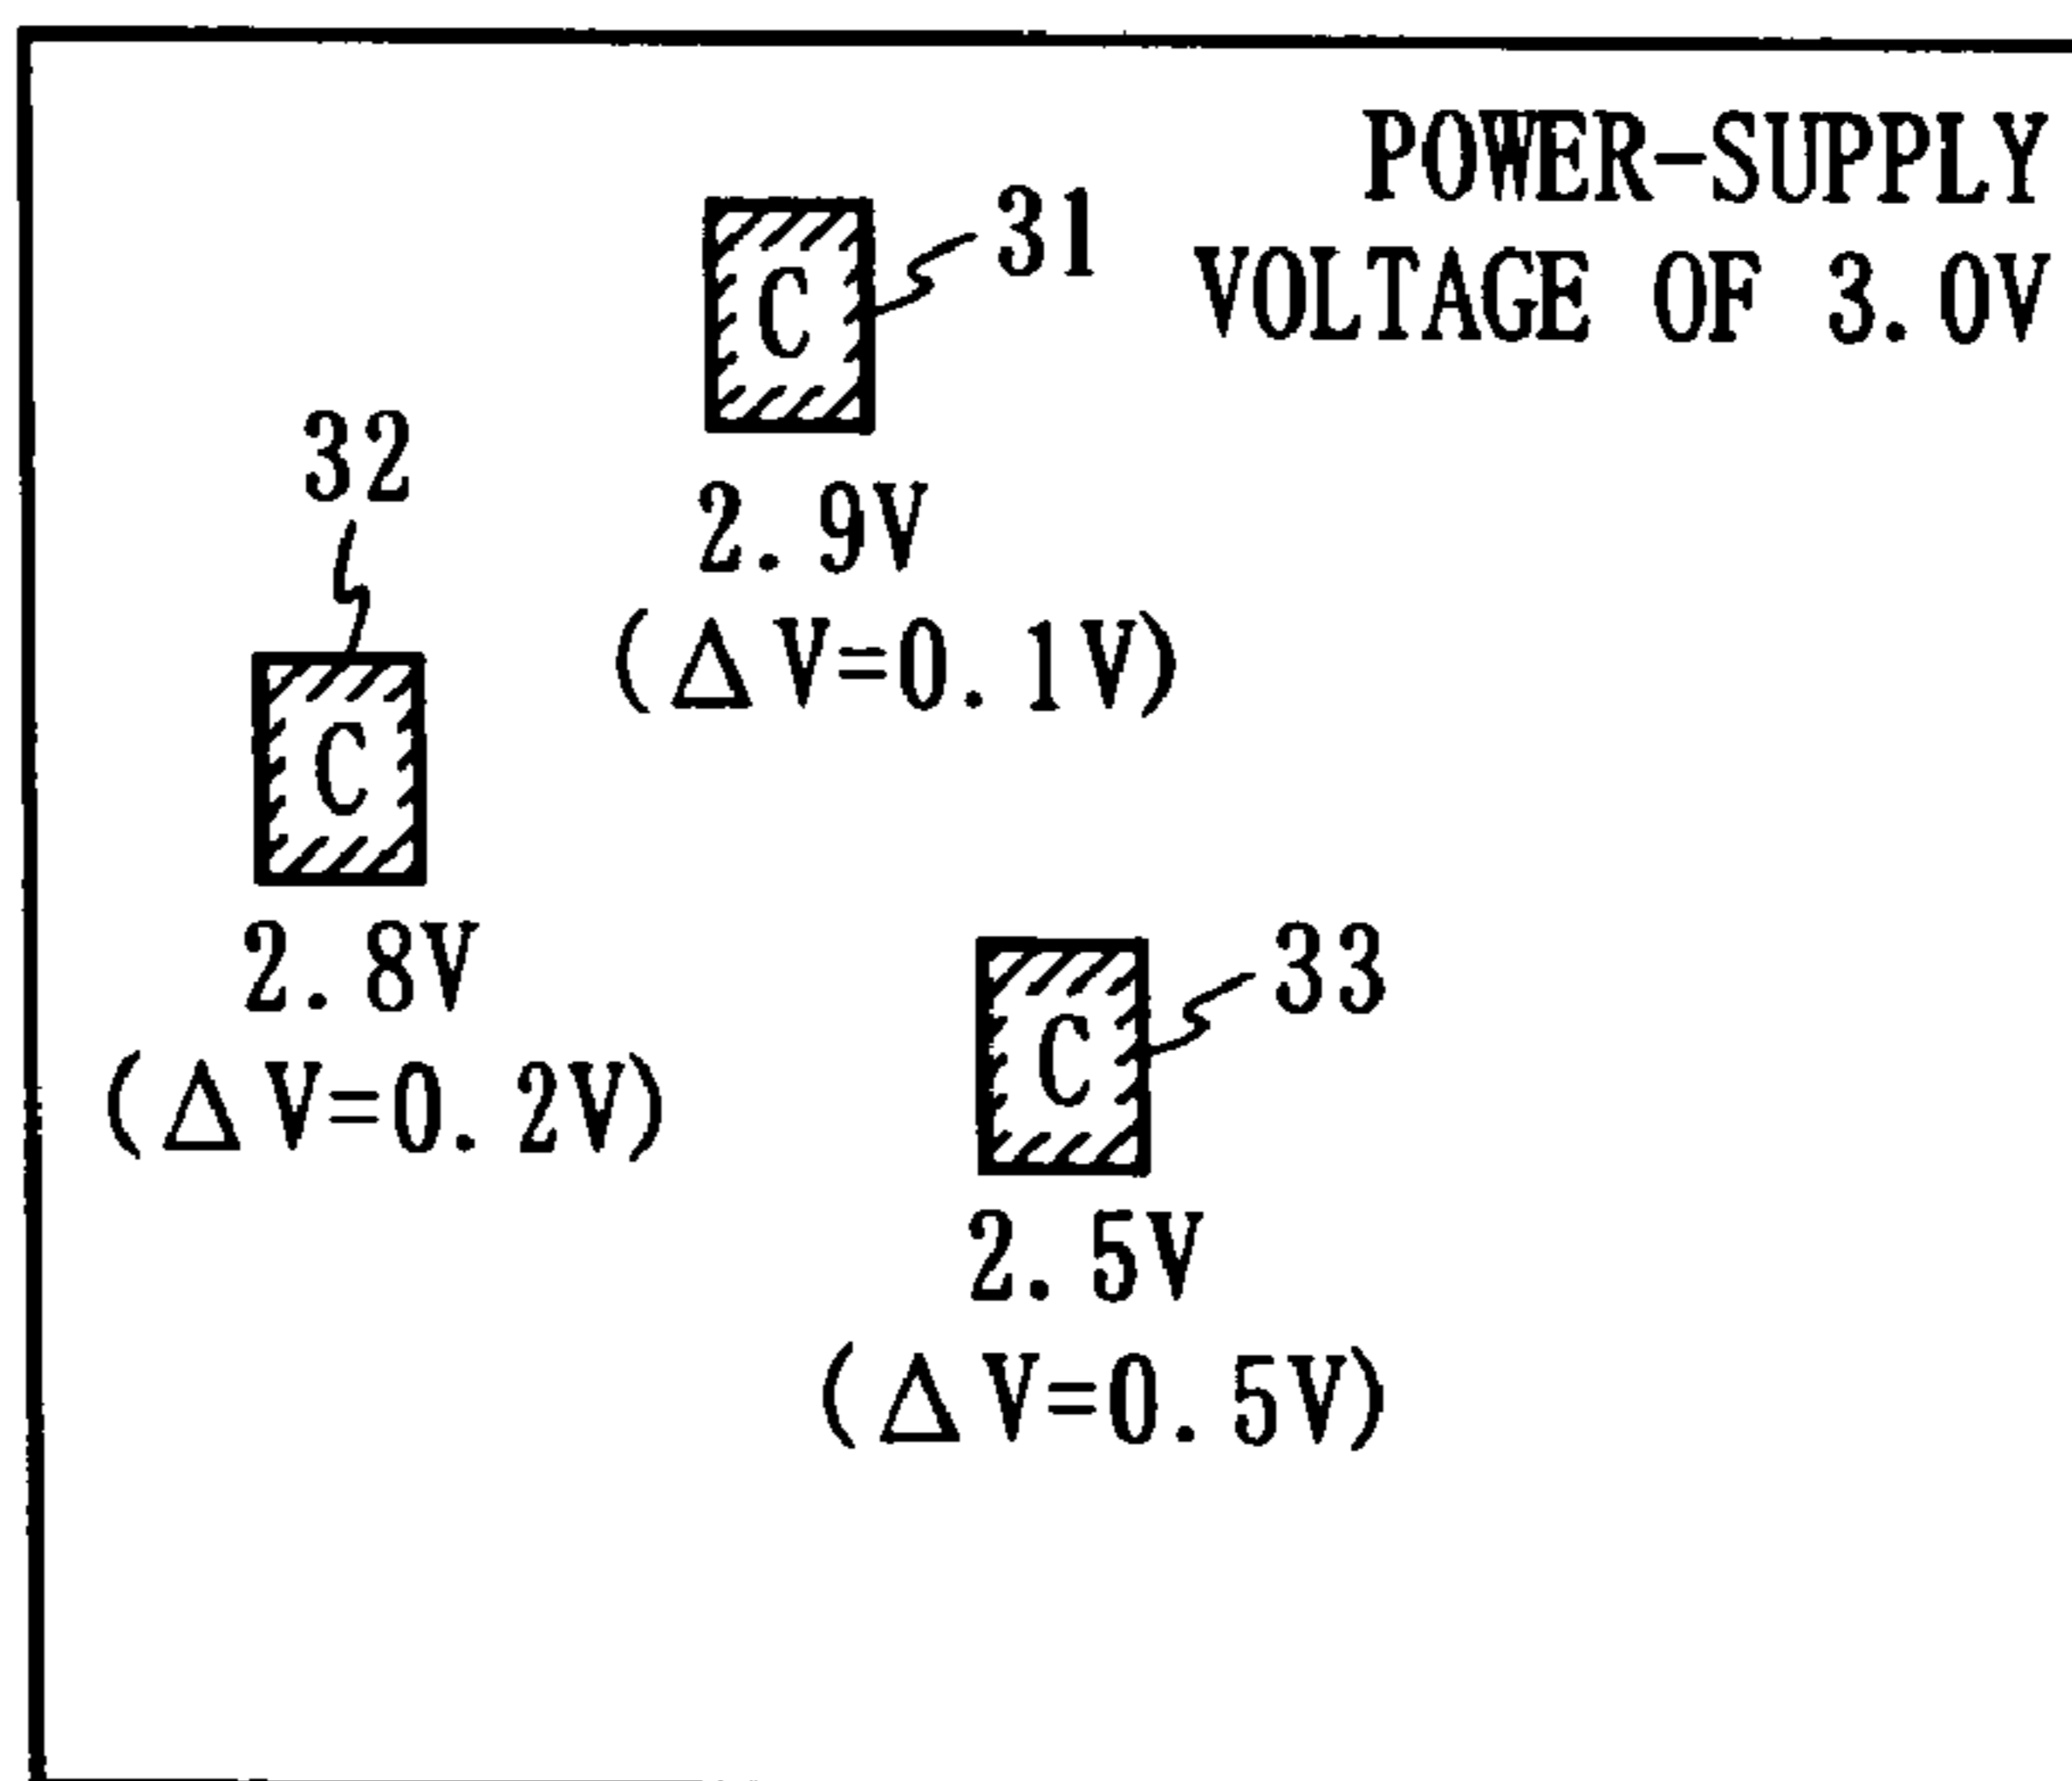 POWER-SUPPLY
VOLTAGE OF 3.0V
31
C
2.9V
(ΔV=0.1V)
32
C
2.8V
(ΔV=0.2V)
33
C
2.5V
(ΔV=0.5V)